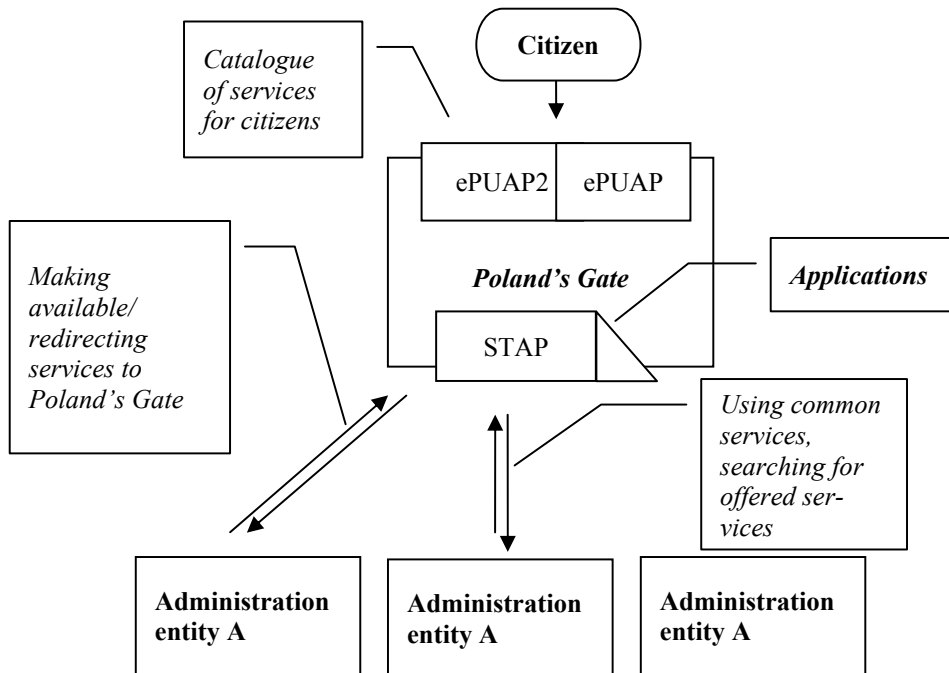 Citizen
Catalogue
of services
for citizens
ePUAP2
ePUAP
Making
available/
redirecting
services to
Poland's Gate
Poland's Gate
Applications
STAP
Using common
services,
searching for
offered ser-
vices
Administration
entity A
Administration
entity A
Administration
entity A